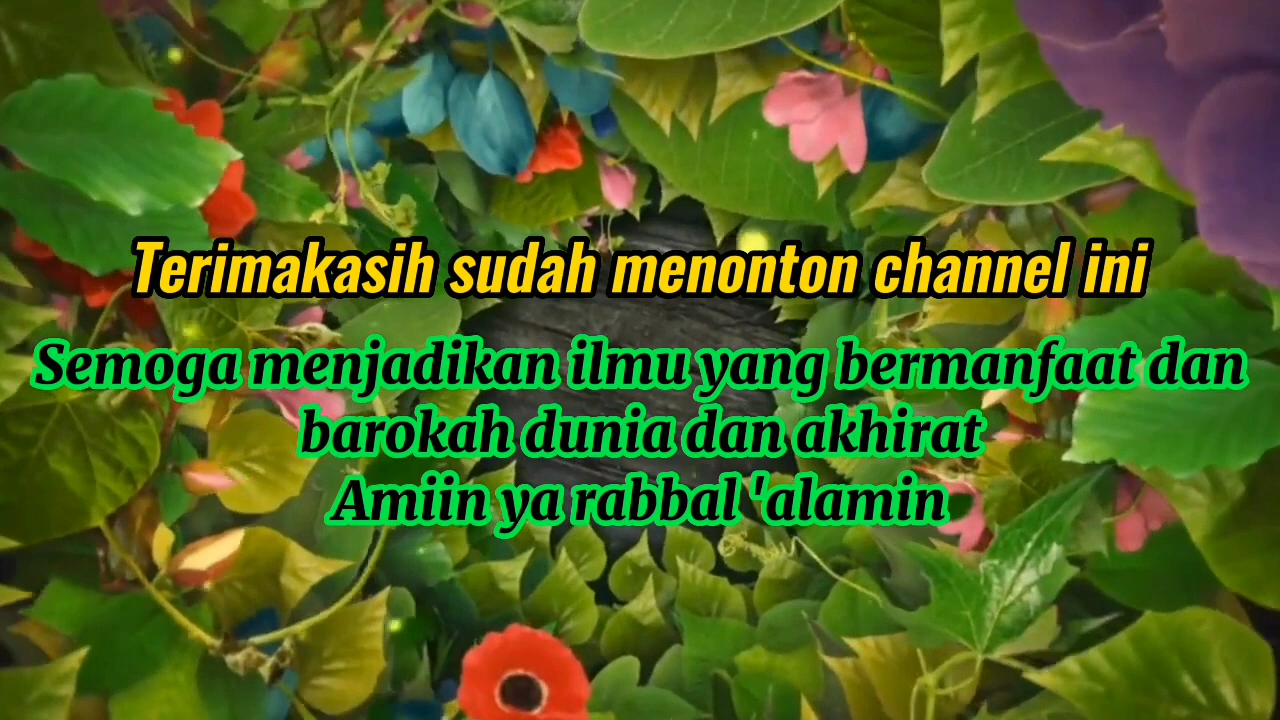 Terimakasih sudah menonton channel ini
Semoga menjadikan ilmu yang bermanfaat dan
barokah dunia dan akhirat
Amiin ya rabbal 'alamin